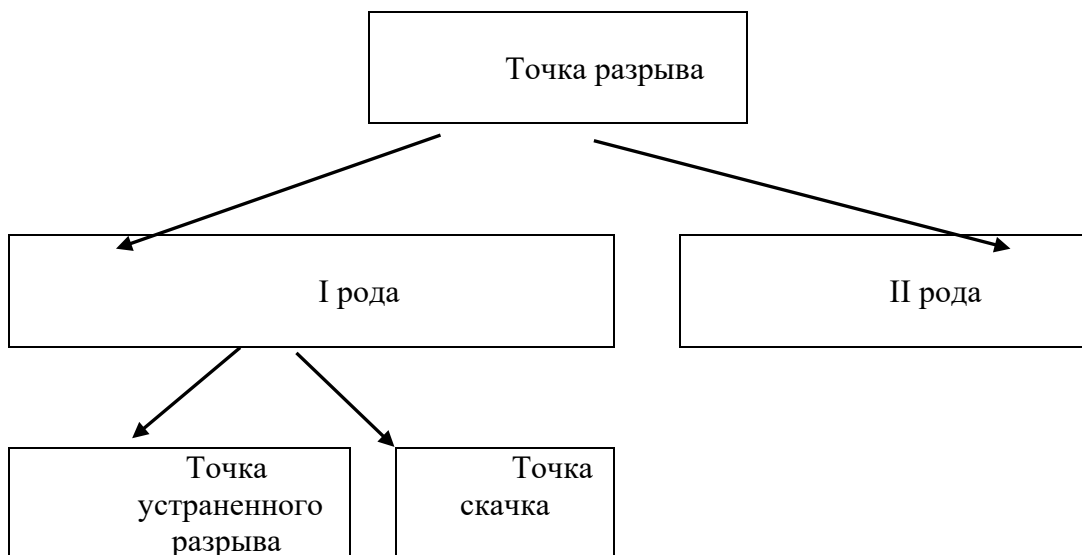 Точка разрыва
I рода
II рода
Точка
устраненного
разрыва
Точка
скачка